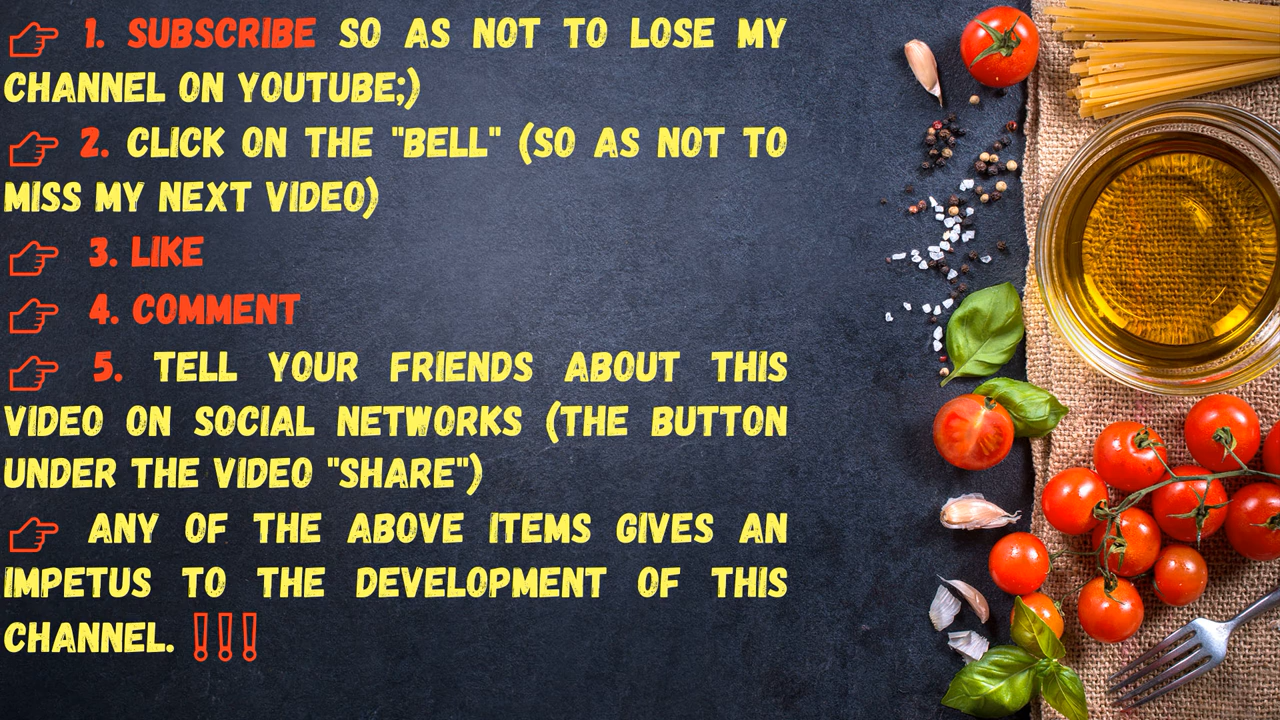 👉 1. SUBSCRIBE SO AS NOT TO LOSE MY
CHANNEL ON YOUTUBE;)
👉 2. CLICK ON THE "BELL" (SO AS NOT TO
MISS MY NEXT VIDEO)
👉 3. LIKE
👉 4. COMMENT
👉 5. TELL YOUR FRIENDS ABOUT THIS
VIDEO ON SOCIAL NETWORKS (THE BUTTON
UNDER THE VIDEO "SHARE")
👉 ANY OF THE ABOVE ITEMS GIVES AN
IMPETUS TO THE DEVELOPMENT OF THIS
CHANNEL. ❗❗❗